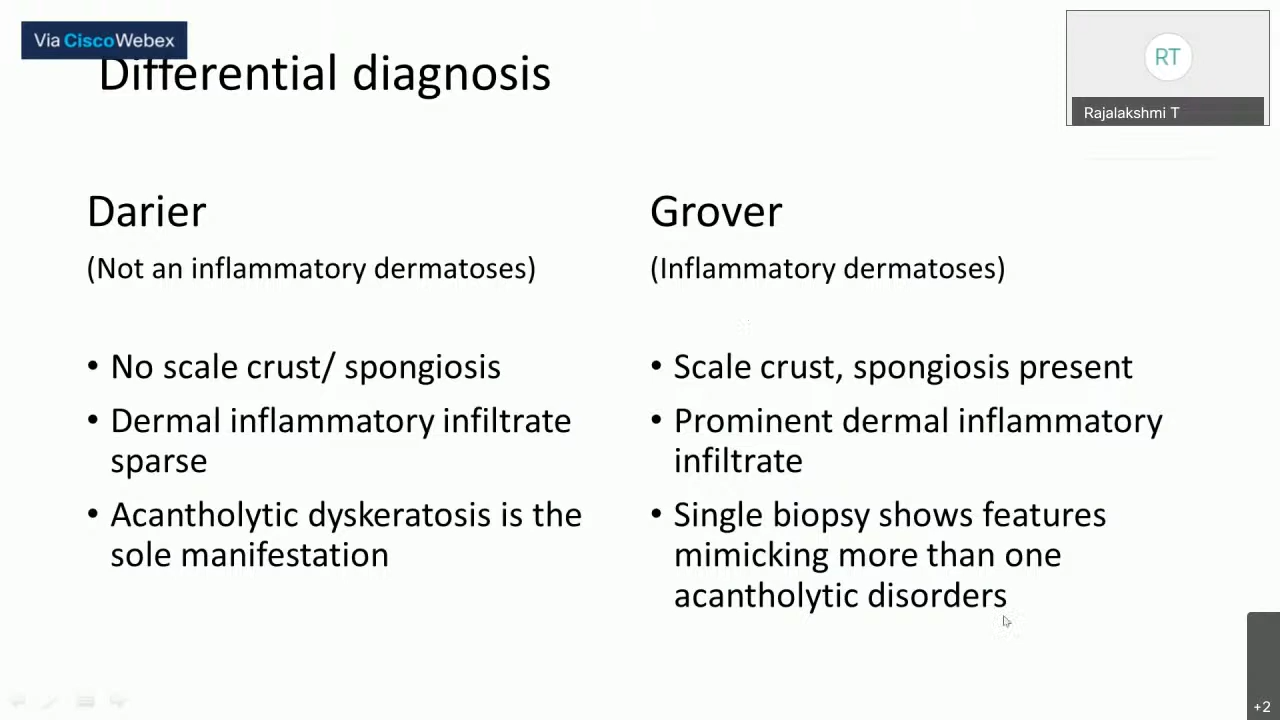 Via Cisco Webex
Differential diagnosis
RT
Rajalakshmi T
Darier
(Not an inflammatory dermatoses)
• No scale crust/ spongiosis
• Dermal inflammatory infiltrate
sparse
• Acantholytic dyskeratosis is the
sole manifestation
Grover
(Inflammatory dermatoses)
• Scale crust, spongiosis present
• Prominent dermal inflammatory
infiltrate
• Single biopsy shows features
mimicking more than one
acantholytic disorders
+2